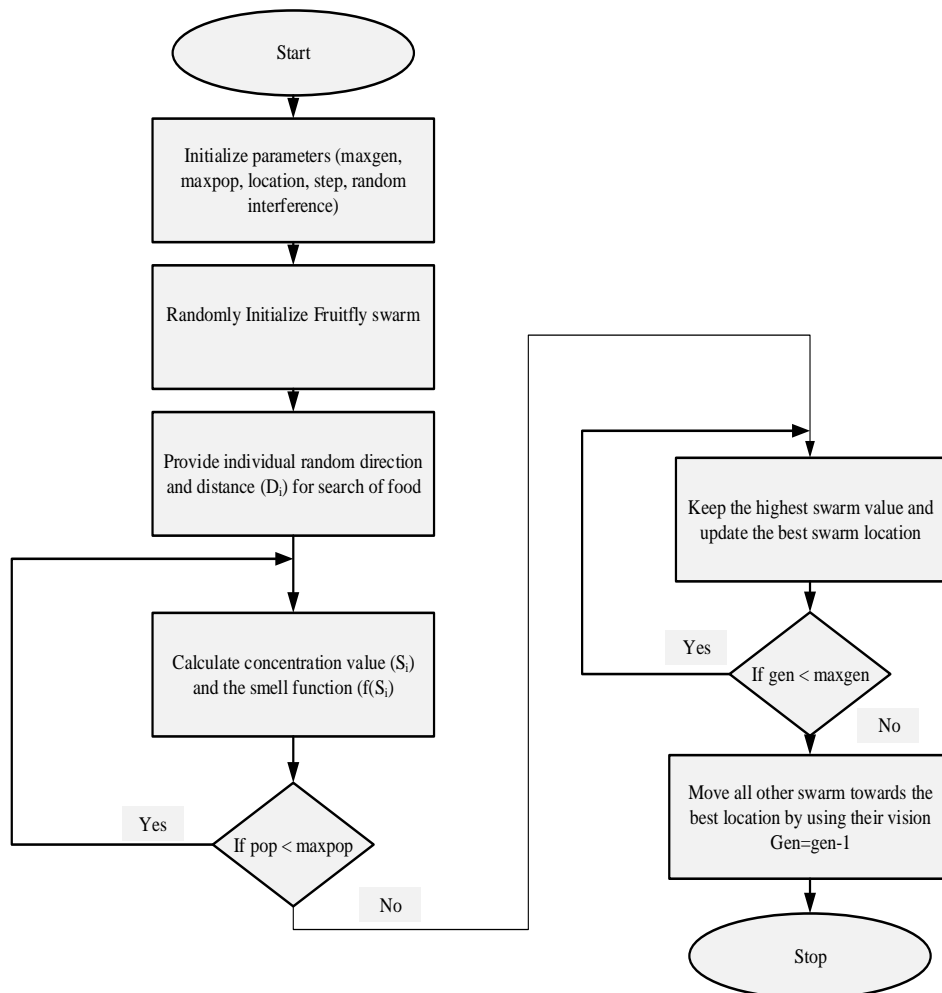 Start
Initialize parameters (maxgen,
maxpop, location, step, random
interference)
Randomly Initialize Fruitfly swarm
Provide individual random direction
and distance (Dᵢ) for search of food
Calculate concentration value (Sᵢ)
and the smell function (f(Sᵢ)
Yes
If pop < maxpop
No
Keep the highest swarm value and
update the best swarm location
Yes
If gen < maxgen
No
Move all other swarm towards the
best location by using their vision
Gen=gen-1
Stop